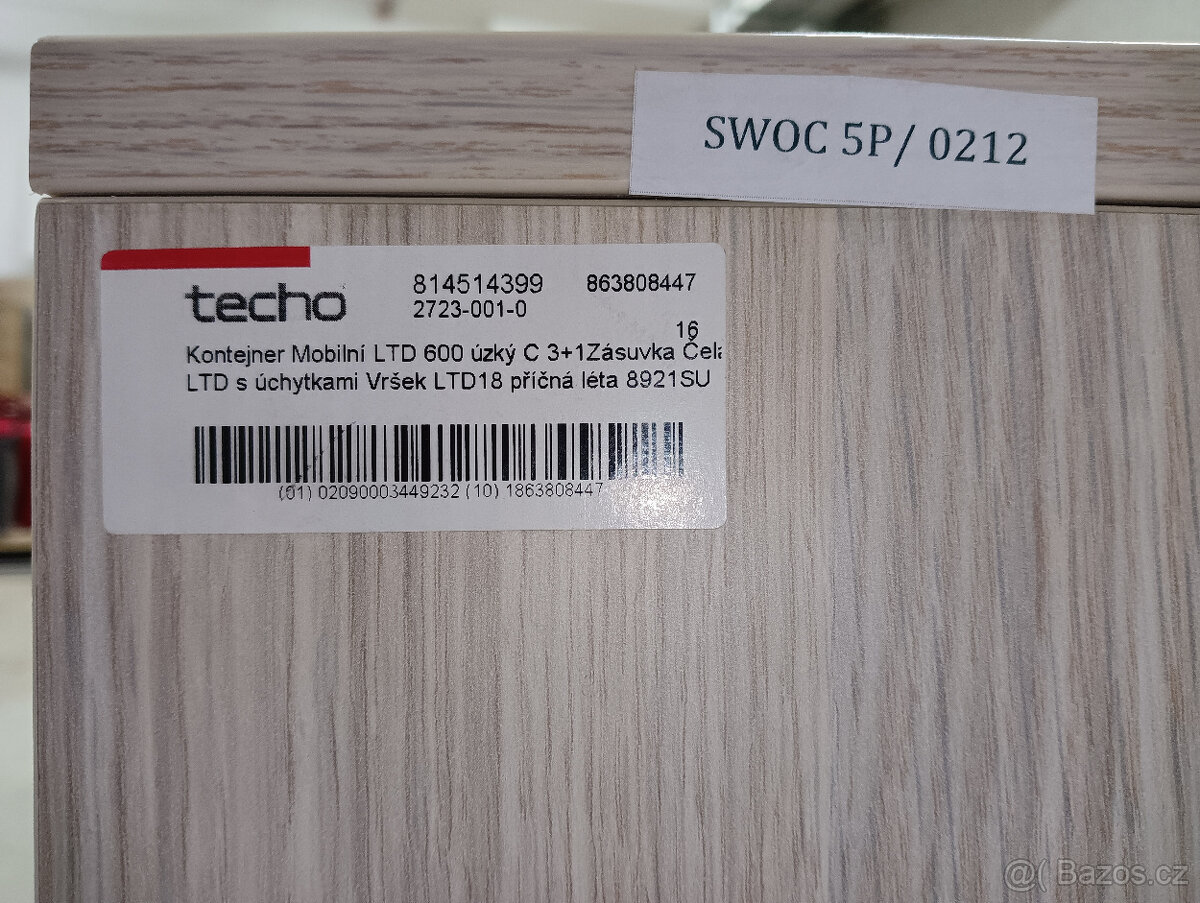 SWOC 5P/ 0212
techo
814514399 863808447
2723-001-0
16
Kontejner Mobilní LTD 600 úzký C 3+1Zásuvka
LTD s úchytkami Vršek LTD18 příčná léta 8921SU
(01) 02090003449232 (10) 1863808447
@( Bazos.cz